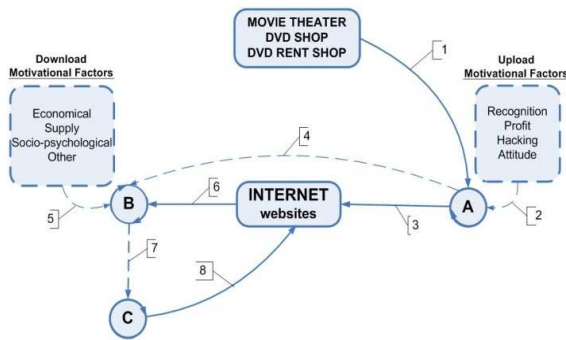 MOVIE THEATER
DVD SHOP
DVD RENT SHOP
1
Download
Motivational Factors
Upload
Motivational Factors
Economical
Supply
Socio-psychological
Other
Recognition
Profit
Hacking
Attitude
4
5
B
6
INTERNET
websites
3
A
2
7
8
C